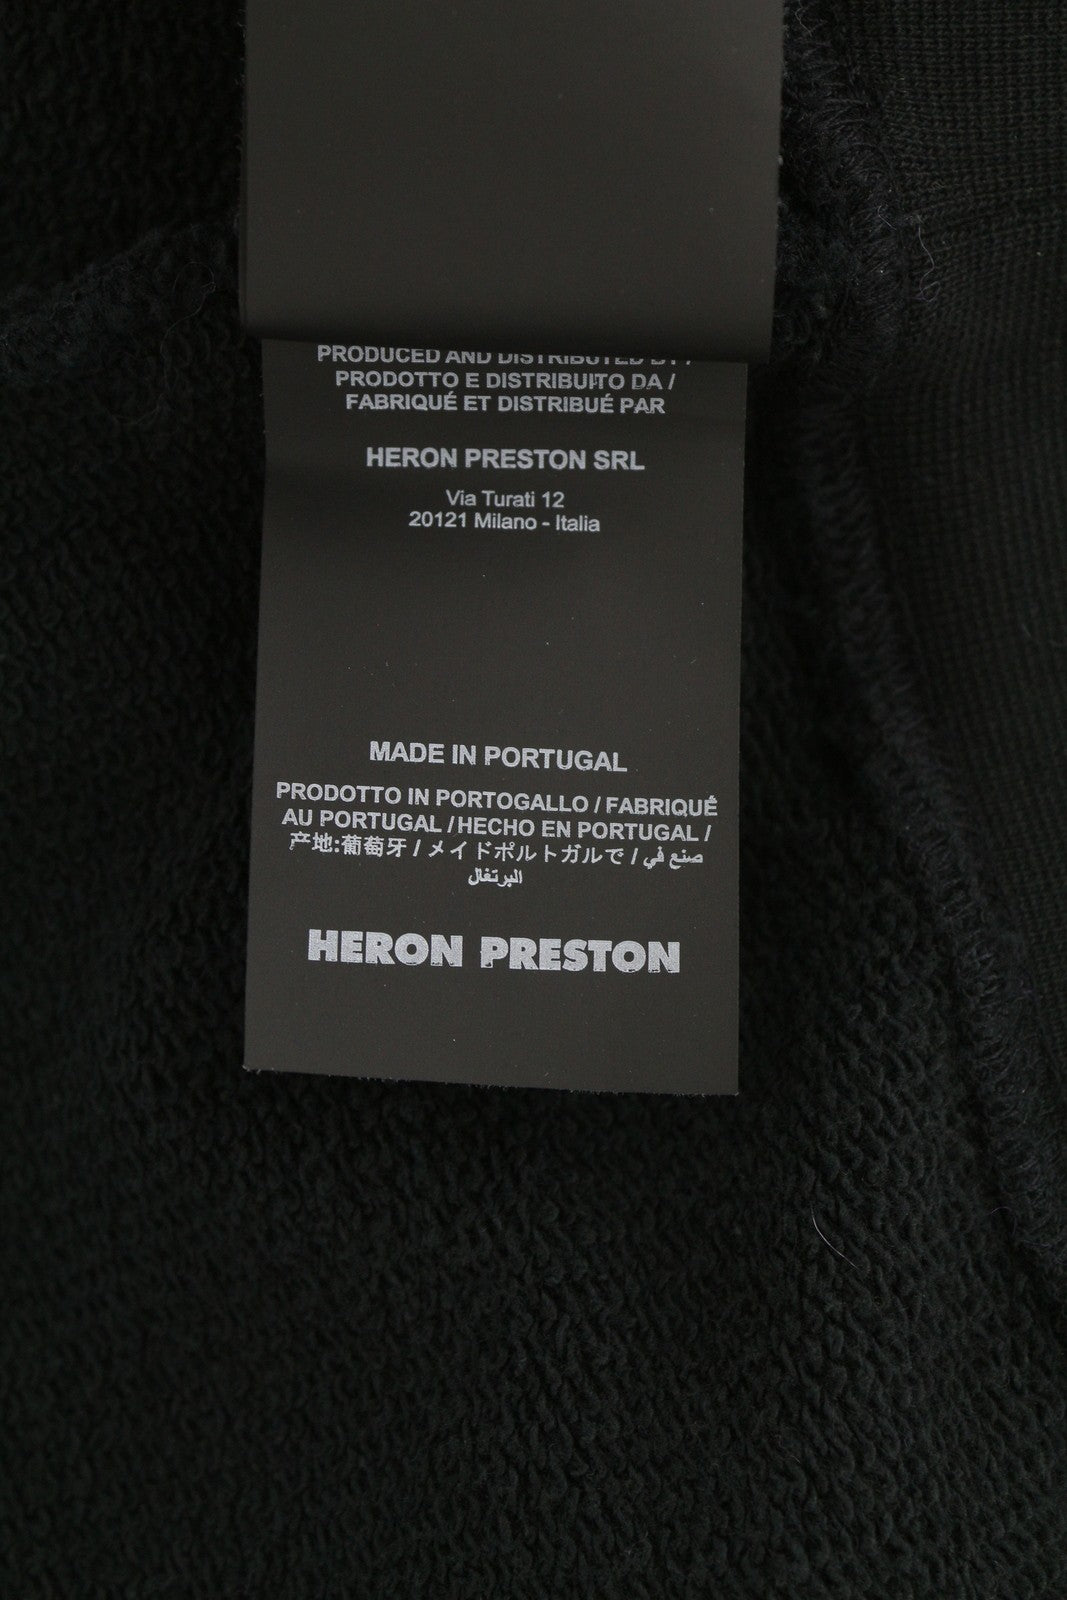 PRODUCED AND DISTRIBUTED BY /
PRODOTTO E DISTRIBUITO DA /
FABRIQUÉ ET DISTRIBUÉ PAR
HERON PRESTON SRL
Via Turati 12
20121 Milano - Italia
MADE IN PORTUGAL
PRODOTTO IN PORTOGALLO / FABRIQUÉ
AU PORTUGAL / HECHO EN PORTUGAL /
产地:葡萄牙 / メイドポルトガルで / صنع في
البرتغال
HERON PRESTON